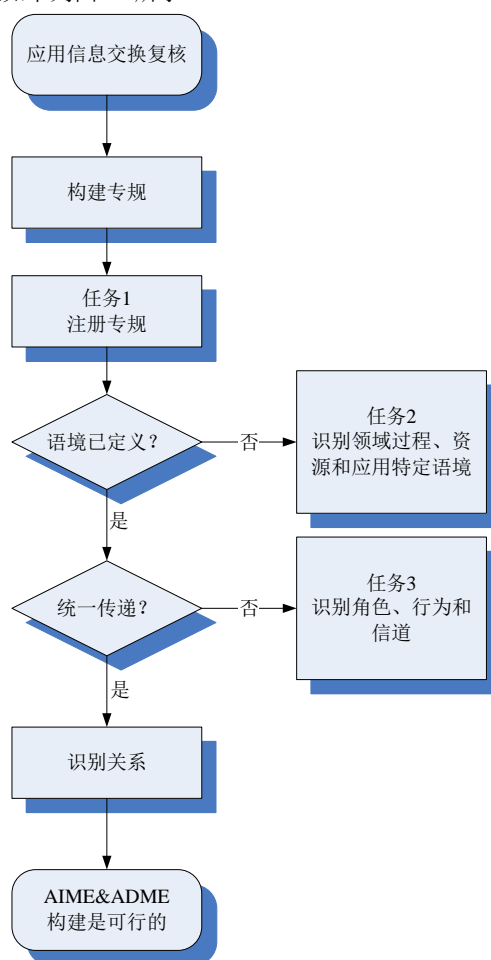 应用信息交换复核
构建专规
任务1
注册专规
语境已定义？
否
任务2
识别领域过程、资
源和应用特定语境
是
统一传递？
否
任务3
识别角色、行为和
信道
是
识别关系
AIME&ADME
构建是可行的